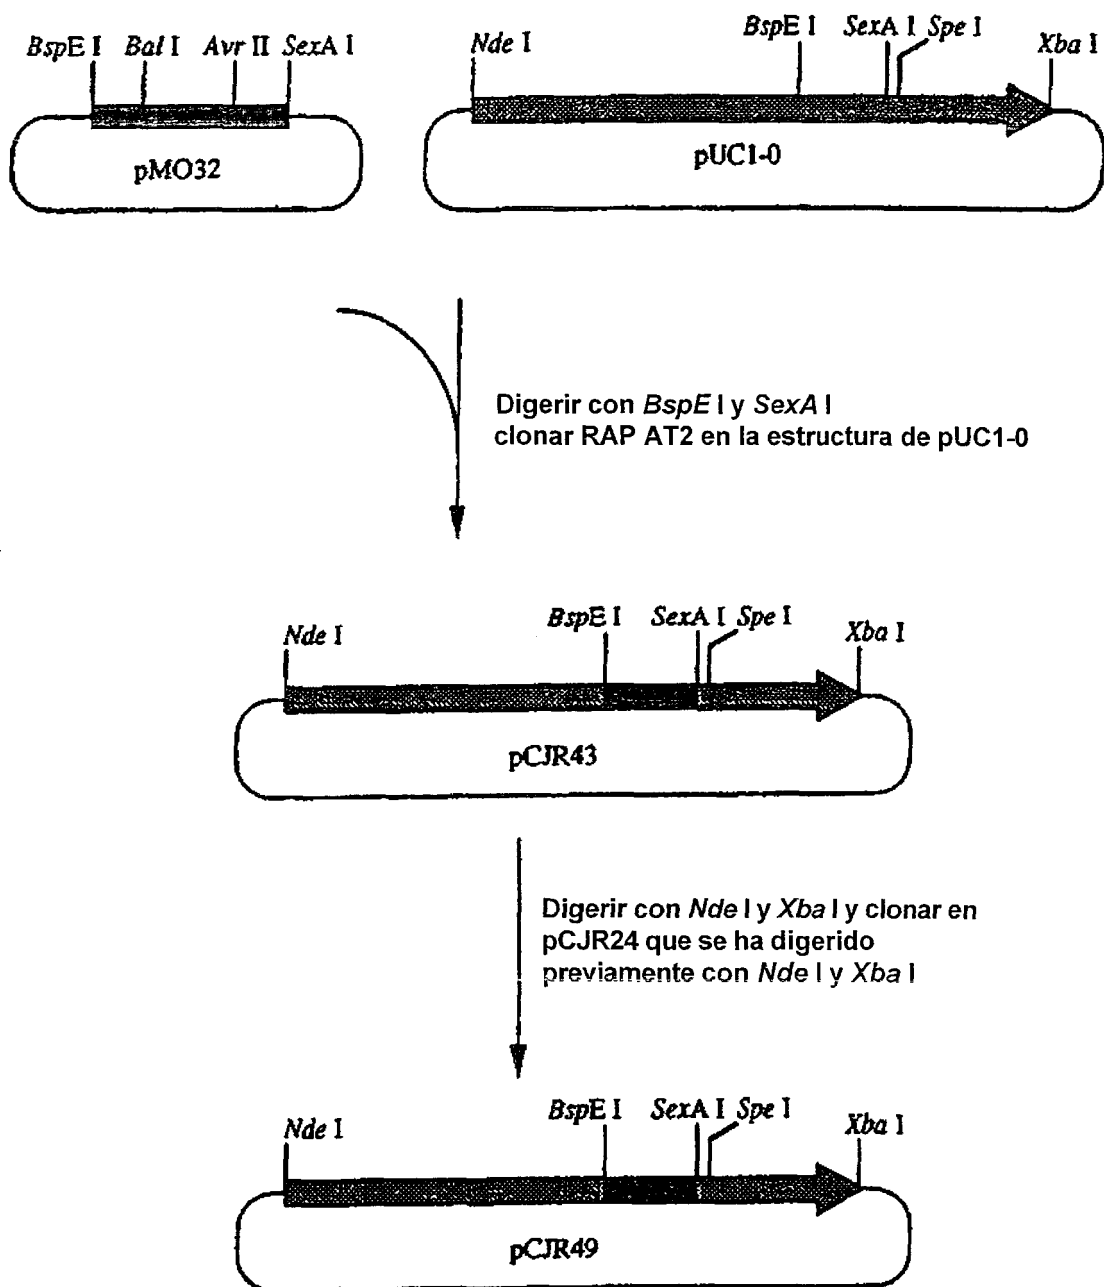 BspE I Bal I Avr II SexA I
Nde I BspE I SexA I Spe I Xba I
pMO32
pUC1-0
Digerir con BspE I y SexA I
clonar RAP AT2 en la estructura de pUC1-0
Nde I BspE I SexA I Spe I Xba I
pCJR43
Digerir con Nde I y Xba I y clonar en
pCJR24 que se ha digerido
previamente con Nde I y Xba I
Nde I BspE I SexA I Spe I Xba I
pCJR49